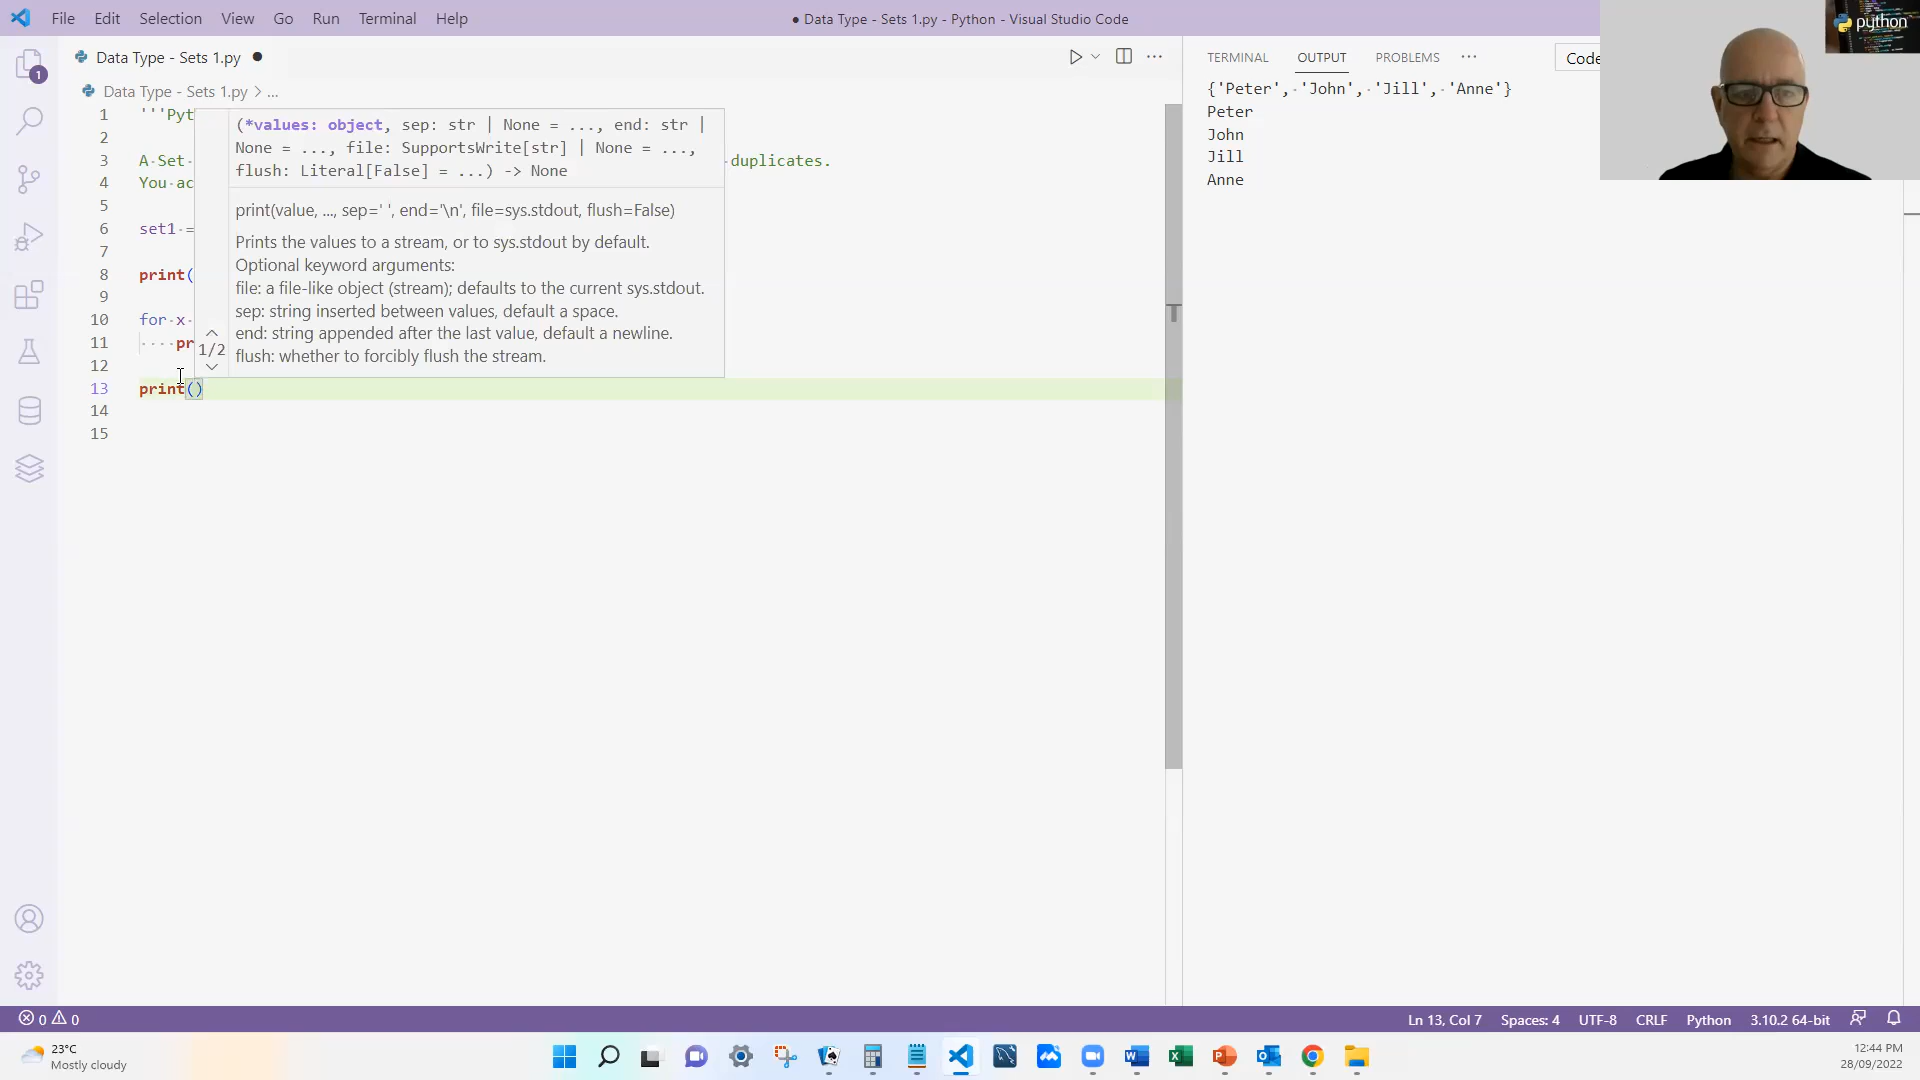 File Edit Selection View Go Run Terminal Help
● Data Type - Sets 1.py - Python - Visual Studio Code
python
Data Type - Sets 1.py ●
TERMINAL OUTPUT PROBLEMS ··· Code
1
Data Type - Sets 1.py > ...
1 '''Pyt
2
3 A·Set duplicates.
4 You ac
5
6 set1 =
7
8 print(
9
10 for·x
11 ····pr
12
13 print()
14
15
(*values: object, sep: str | None = ..., end: str |
None = ..., file: SupportsWrite[str] | None = ...,
flush: Literal[False] = ...) -> None
print(value, ..., sep=' ', end='\n', file=sys.stdout, flush=False)
Prints the values to a stream, or to sys.stdout by default.
Optional keyword arguments:
file: a file-like object (stream); defaults to the current sys.stdout.
sep: string inserted between values, default a space.
end: string appended after the last value, default a newline.
flush: whether to forcibly flush the stream.
1/2
{'Peter',·'John',·'Jill',·'Anne'}
Peter
John
Jill
Anne
0 0
Ln 13, Col 7 Spaces: 4 UTF-8 CRLF Python 3.10.2 64-bit
23°C
Mostly cloudy
12:44 PM
28/09/2022